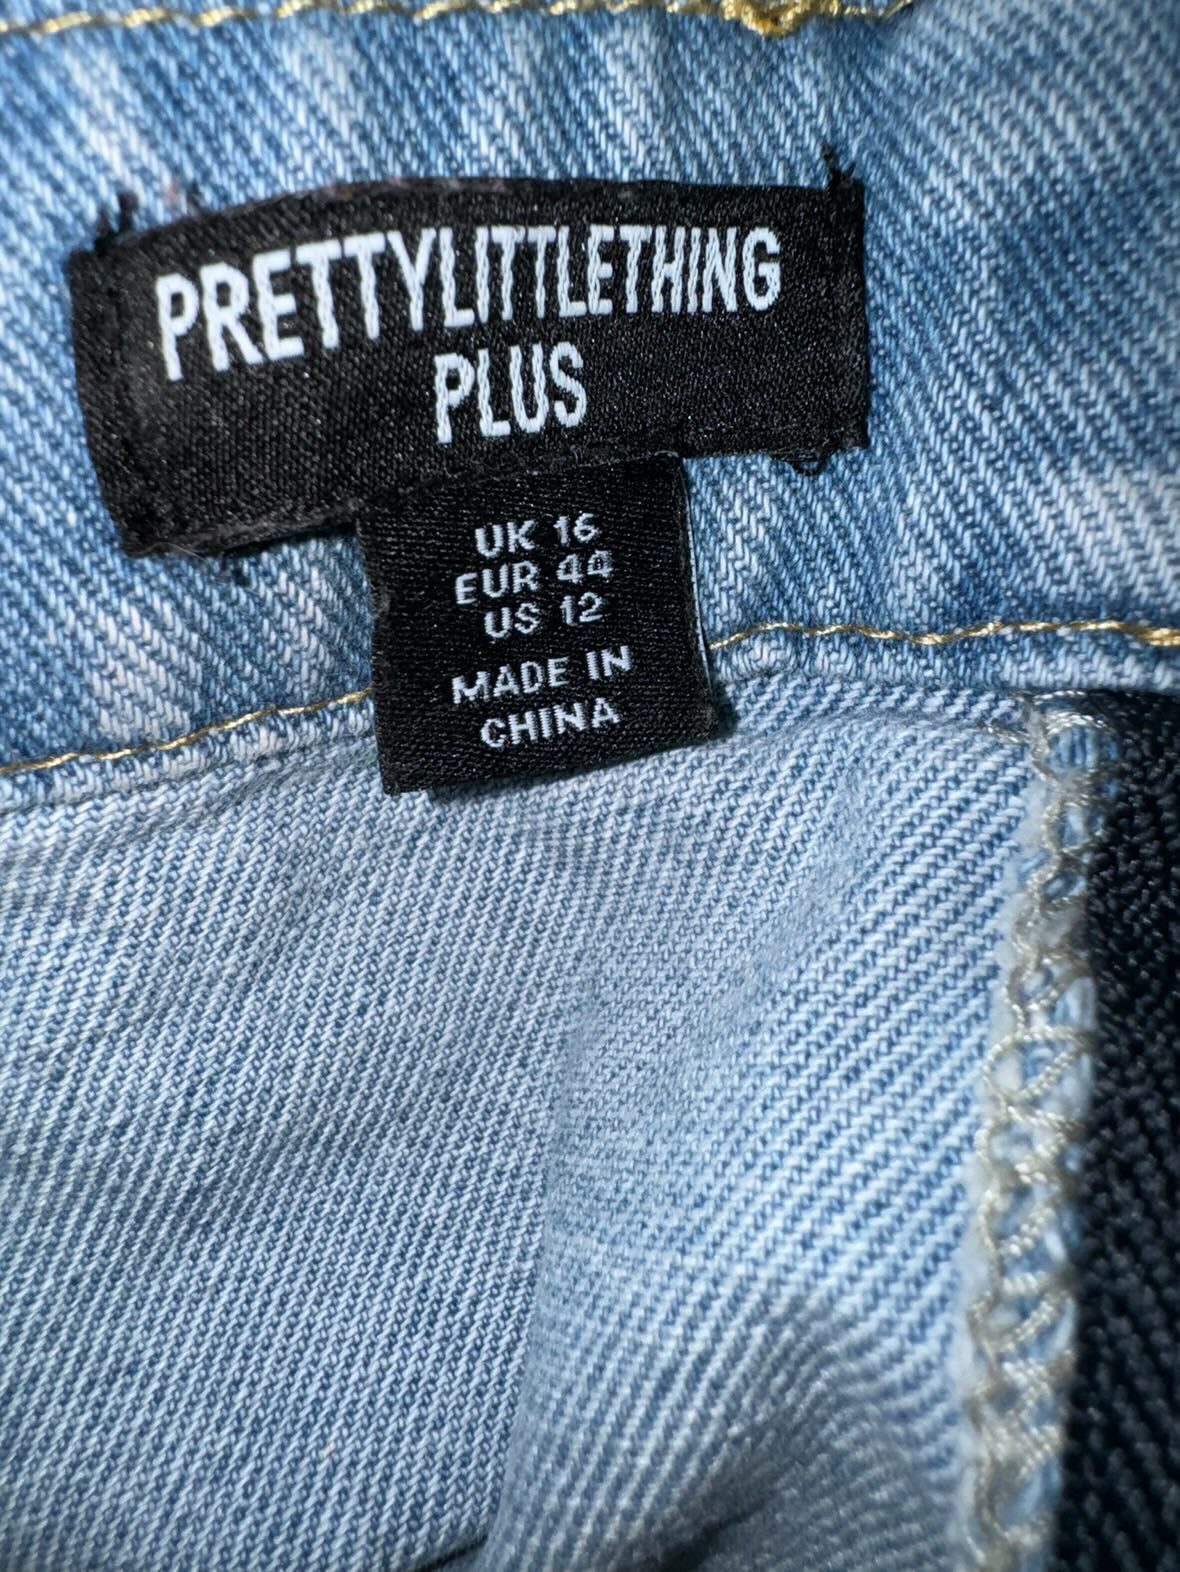 PRETTYLITTLETHING
PLUS
UK 16
EUR 44
US 12
MADE IN
CHINA